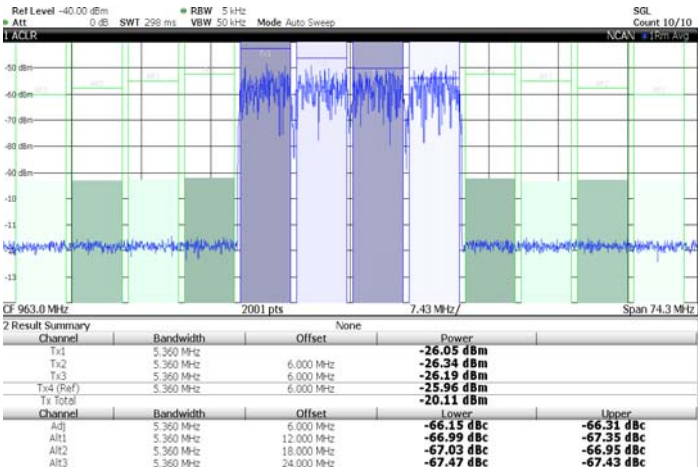 Ref Level -40.00 dBm RBW 5 kHz SGL
Att 0 dB SWT 298 ms VBW 50 kHz Mode Auto Sweep Count 10/10
1 ACLR NCAN 1Rm Avg
Tx1
-50 dBm
-60 dBm
-70 dBm
-80 dBm
-90 dBm
-10
-11
-12
-13
CF 963.0 MHz 2001 pts 7.43 MHz/ Span 74.3 MHz
2 Result Summary None
Channel Bandwidth Offset Power
Tx1 5.360 MHz -26.05 dBm
Tx2 5.360 MHz 6.000 MHz -26.34 dBm
Tx3 5.360 MHz 6.000 MHz -26.19 dBm
Tx4 (Ref) 5.360 MHz 6.000 MHz -25.96 dBm
Tx Total -20.11 dBm
Channel Bandwidth Offset Lower Upper
Adj 5.360 MHz 6.000 MHz -66.15 dBc -66.31 dBc
Alt1 5.360 MHz 12.000 MHz -66.99 dBc -67.35 dBc
Alt2 5.360 MHz 18.000 MHz -67.03 dBc -66.95 dBc
Alt3 5.360 MHz 24.000 MHz -67.47 dBc -67.43 dBc